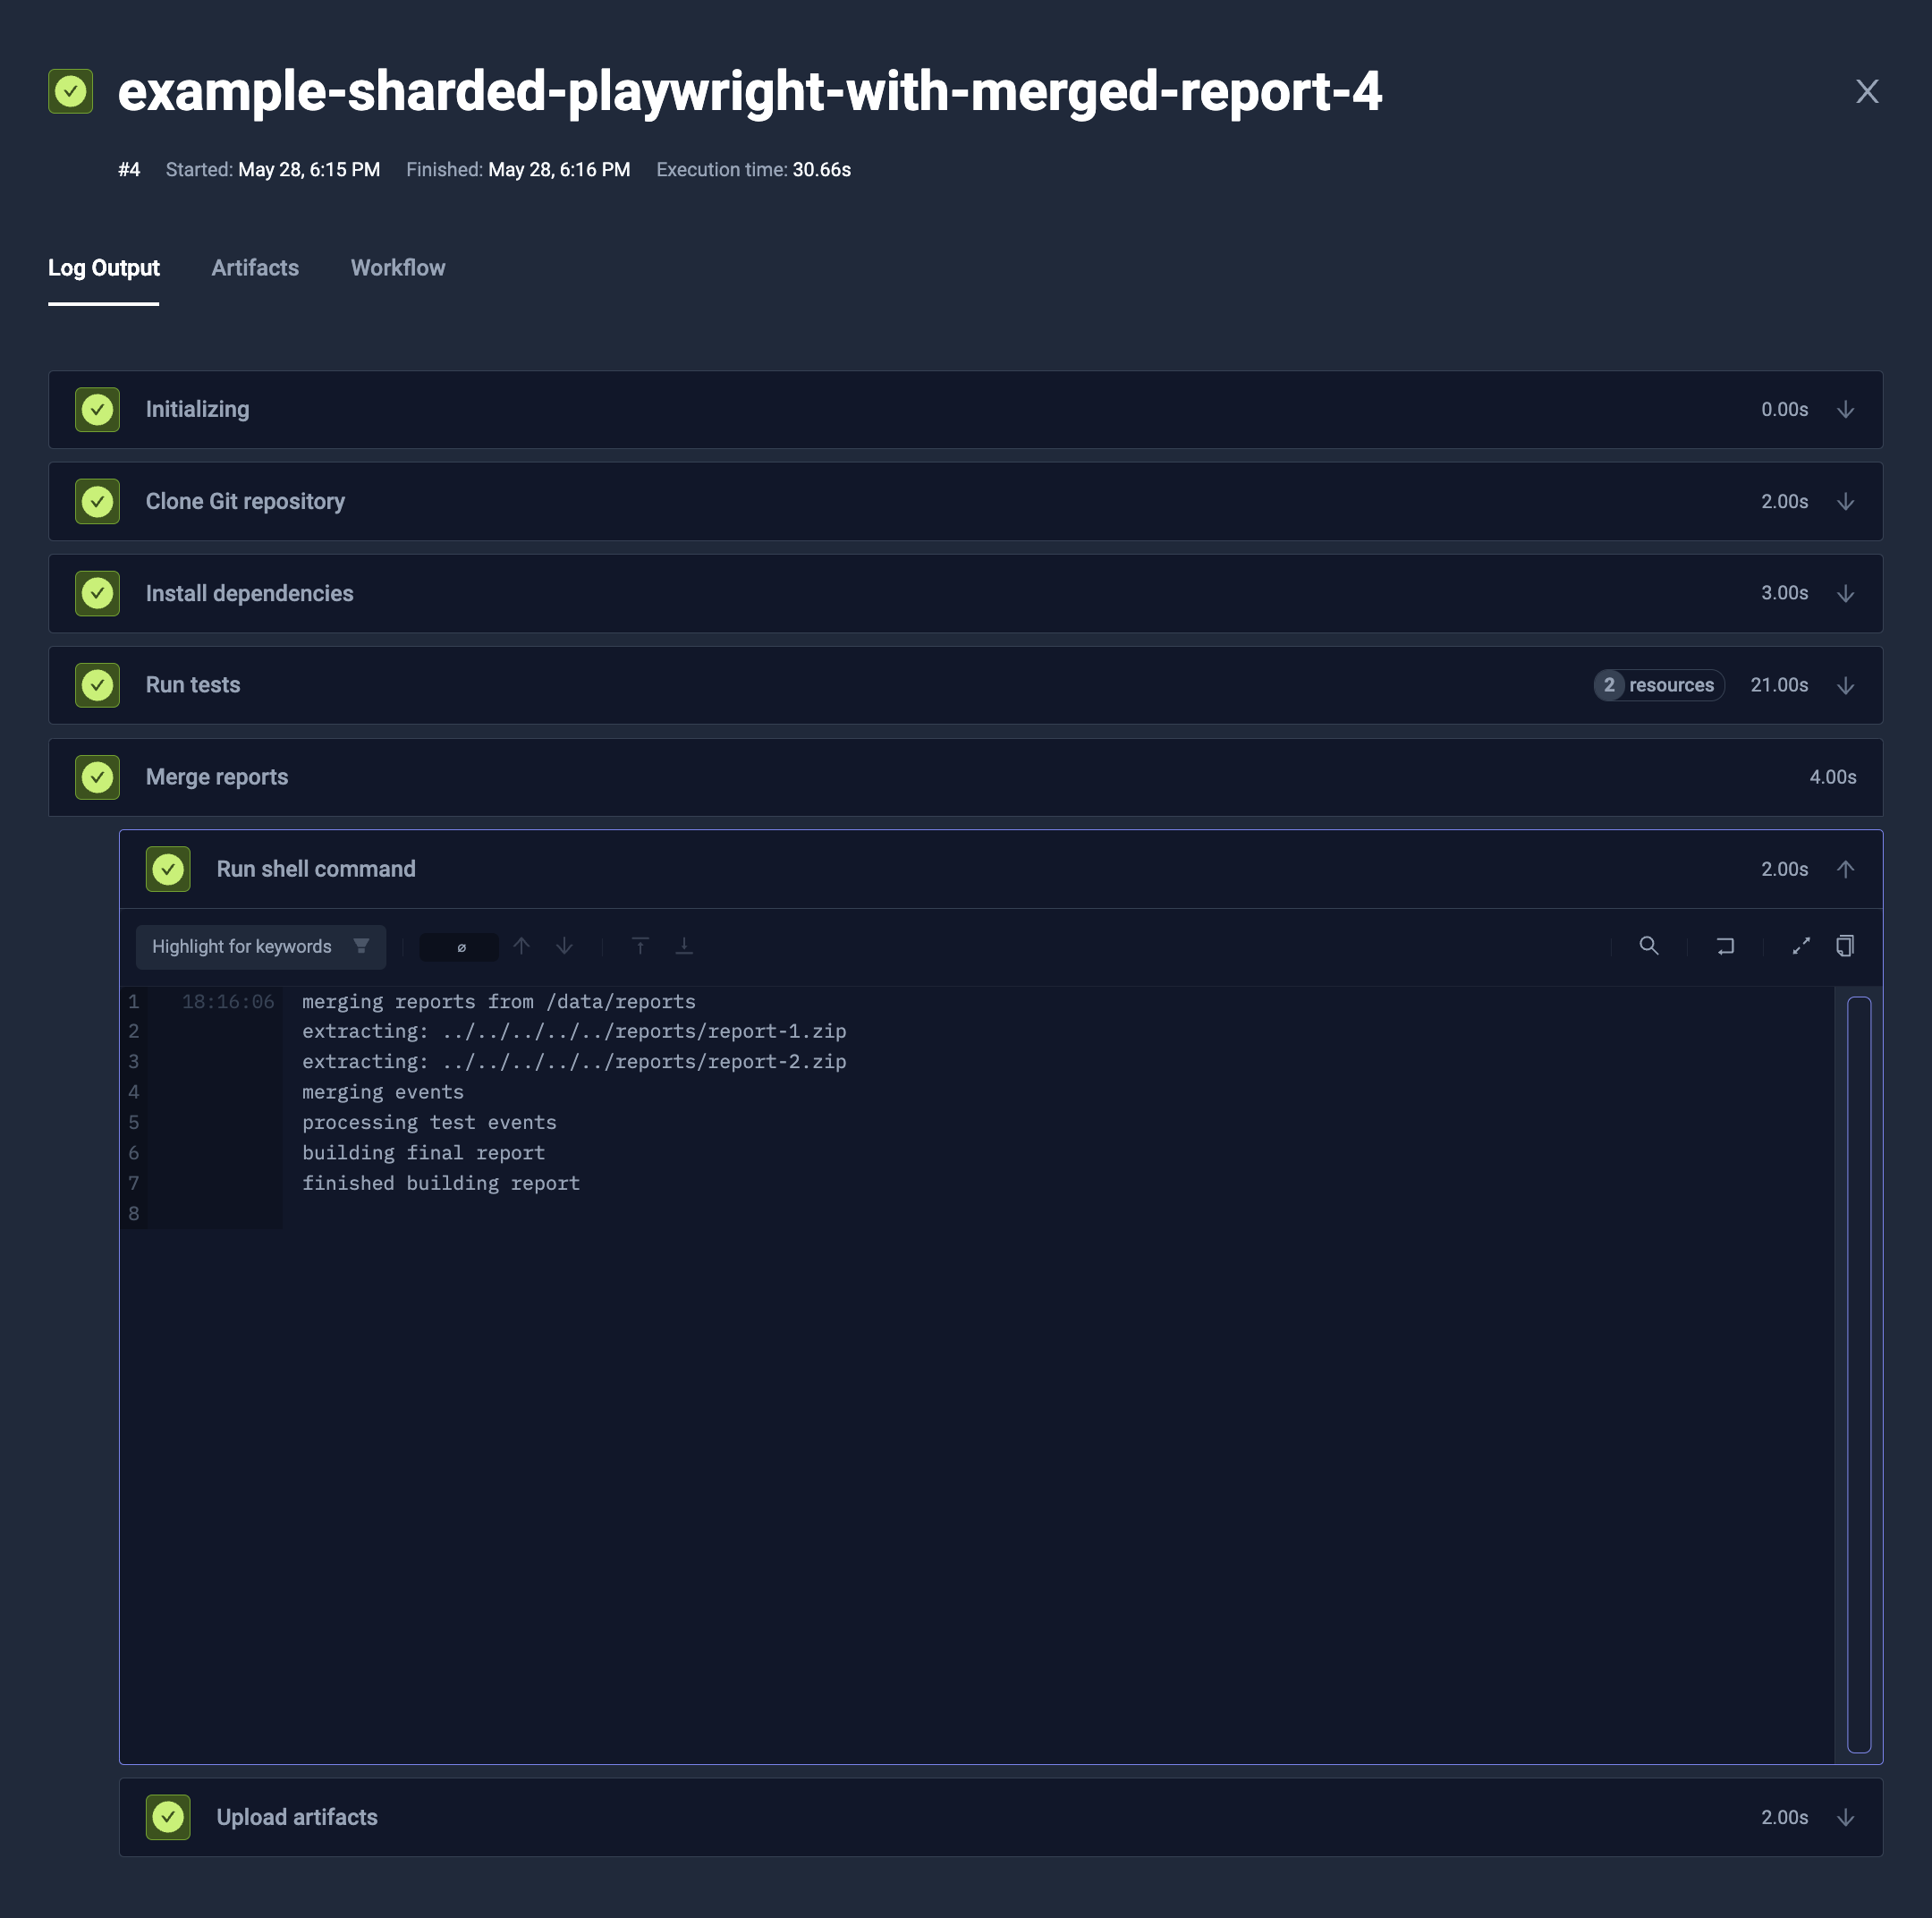 example-sharded-playwright-with-merged-report-4
#4 Started: May 28, 6:15 PM Finished: May 28, 6:16 PM Execution time: 30.66s
Log Output Artifacts Workflow
Initializing 0.00s
Clone Git repository 2.00s
Install dependencies 3.00s
Run tests 2 resources 21.00s
Merge reports 4.00s
Run shell command 2.00s
Highlight for keywords ⌀
1 18:16:06 merging reports from /data/reports
2 extracting: ../../../../../reports/report-1.zip
3 extracting: ../../../../../reports/report-2.zip
4 merging events
5 processing test events
6 building final report
7 finished building report
8
Upload artifacts 2.00s